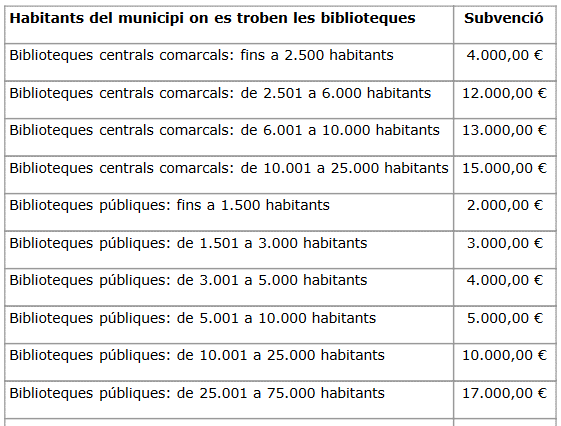 Habitants del municipi on es troben les biblioteques Subvenció
Biblioteques centrals comarcals: fins a 2.500 habitants 4.000,00 €
Biblioteques centrals comarcals: de 2.501 a 6.000 habitants 12.000,00 €
Biblioteques centrals comarcals: de 6.001 a 10.000 habitants 13.000,00 €
Biblioteques centrals comarcals: de 10.001 a 25.000 habitants 15.000,00 €
Biblioteques públiques: fins a 1.500 habitants 2.000,00 €
Biblioteques públiques: de 1.501 a 3.000 habitants 3.000,00 €
Biblioteques públiques: de 3.001 a 5.000 habitants 4.000,00 €
Biblioteques públiques: de 5.001 a 10.000 habitants 5.000,00 €
Biblioteques públiques: de 10.001 a 25.000 habitants 10.000,00 €
Biblioteques públiques: de 25.001 a 75.000 habitants 17.000,00 €